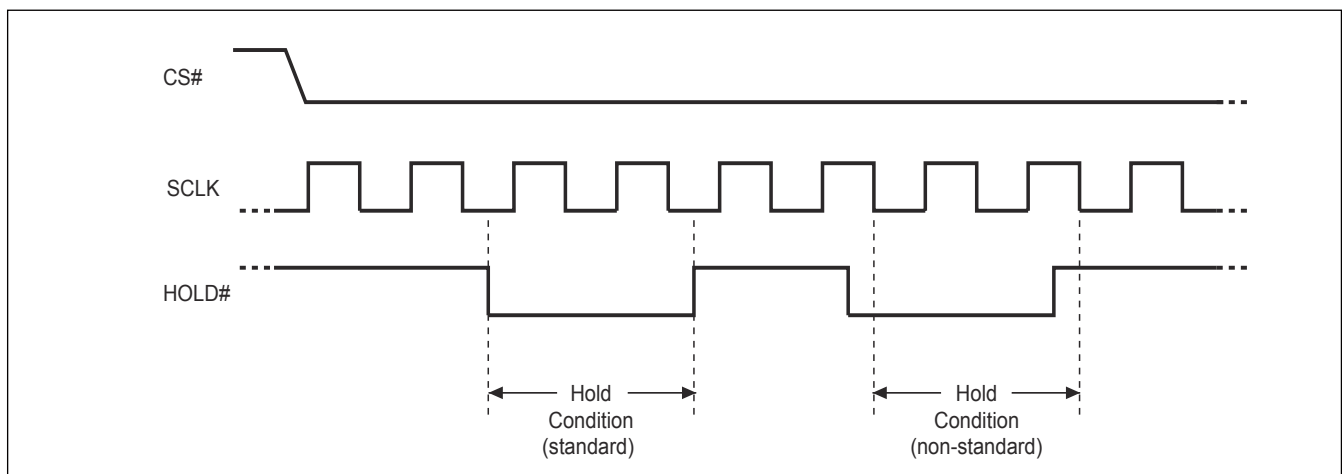 CS#
SCLK
HOLD#
Hold
Condition
(standard)
Hold
Condition
(non-standard)